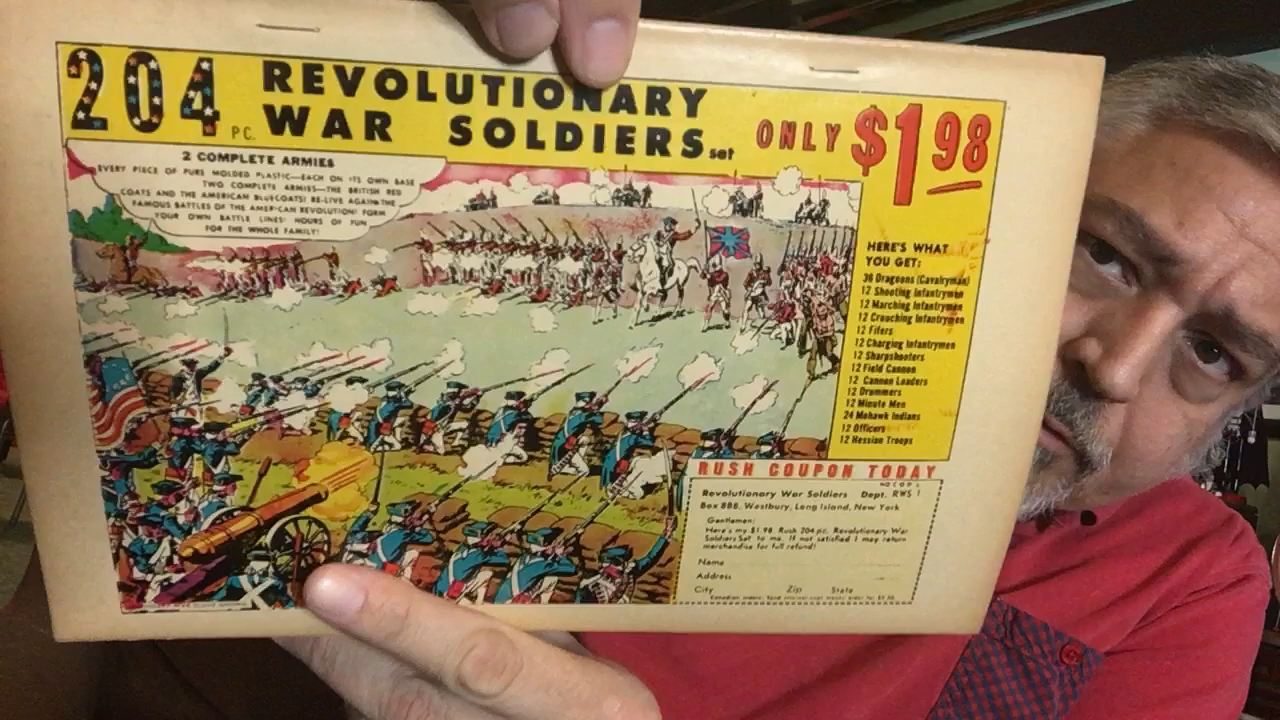 204 PC. REVOLUTIONARY
WAR SOLDIERS set
ONLY $1.98
2 COMPLETE ARMIES
EVERY PIECE OF PURE MOLDED PLASTIC—EACH ON ITS OWN BASE
TWO COMPLETE ARMIES—THE BRITISH RED
COATS AND THE AMERICAN BLUECOATS! RE-LIVE AGAIN THE
FAMOUS BATTLES OF THE AMERICAN REVOLUTION! FORM
YOUR OWN BATTLE LINES! HOURS OF FUN
FOR THE WHOLE FAMILY!
HERE'S WHAT
YOU GET:
36 Dragoons (Cavalryman)
12 Shooting Infantrymen
12 Marching Infantrymen
12 Crouching Infantrymen
12 Fifers
12 Charging Infantrymen
12 Sharpshooters
12 Field Cannon
12 Cannon Loaders
12 Drummers
12 Minute Men
24 Mohawk Indians
12 Officers
12 Hessian Troops
RUSH COUPON TODAY
NO C O D s
Revolutionary War Soldiers Dept. RWS 1
Box 888, Westbury, Long Island, New York
Gentlemen:
Here's my $1.98. Rush 204 pc. Revolutionary War
Soldiers Set to me. If not satisfied I may return
merchandise for full refund!
Name
Address
City Zip State